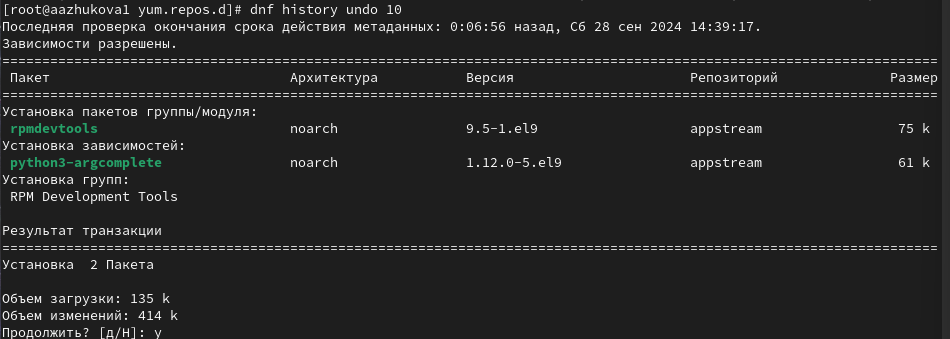 [root@aazhukova1 yum.repos.d]# dnf history undo 10
Последняя проверка окончания срока действия метаданных: 0:06:56 назад, Сб 28 сен 2024 14:39:17.
Зависимости разрешены.
================================================================================
Пакет Архитектура Версия Репозиторий Размер
================================================================================
Установка пакетов группы/модуля:
rpmdevtools noarch 9.5-1.el9 appstream 75 k
Установка зависимостей:
python3-argcomplete noarch 1.12.0-5.el9 appstream 61 k
Установка групп:
RPM Development Tools
Результат транзакции
================================================================================
Установка 2 Пакета
Объем загрузки: 135 k
Объем изменений: 414 k
Продолжить? [д/Н]: y